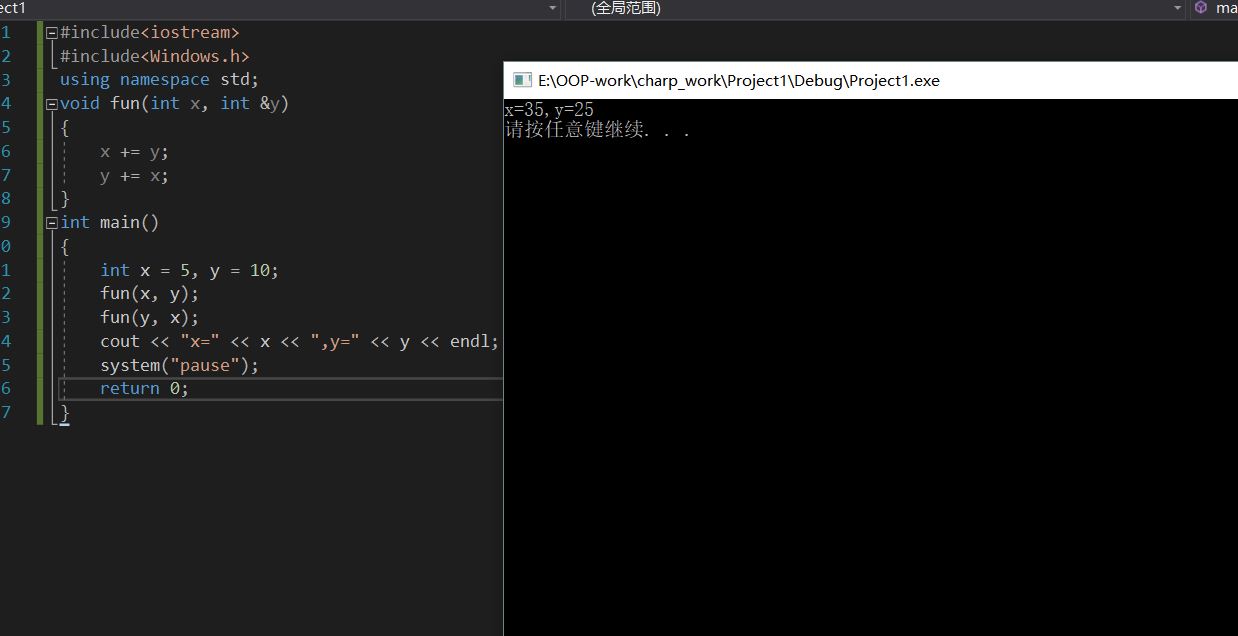 ect1 (全局范围) ma
1 #include<iostream>
2 #include<Windows.h>
3 using namespace std;
4 void fun(int x, int &y)
5 {
6 x += y;
7 y += x;
8 }
9 int main()
0 {
1 int x = 5, y = 10;
2 fun(x, y);
3 fun(y, x);
4 cout << "x=" << x << ",y=" << y << endl;
5 system("pause");
6 return 0;
7 }
E:\OOP-work\charp_work\Project1\Debug\Project1.exe
x=35,y=25
请按任意键继续. . .